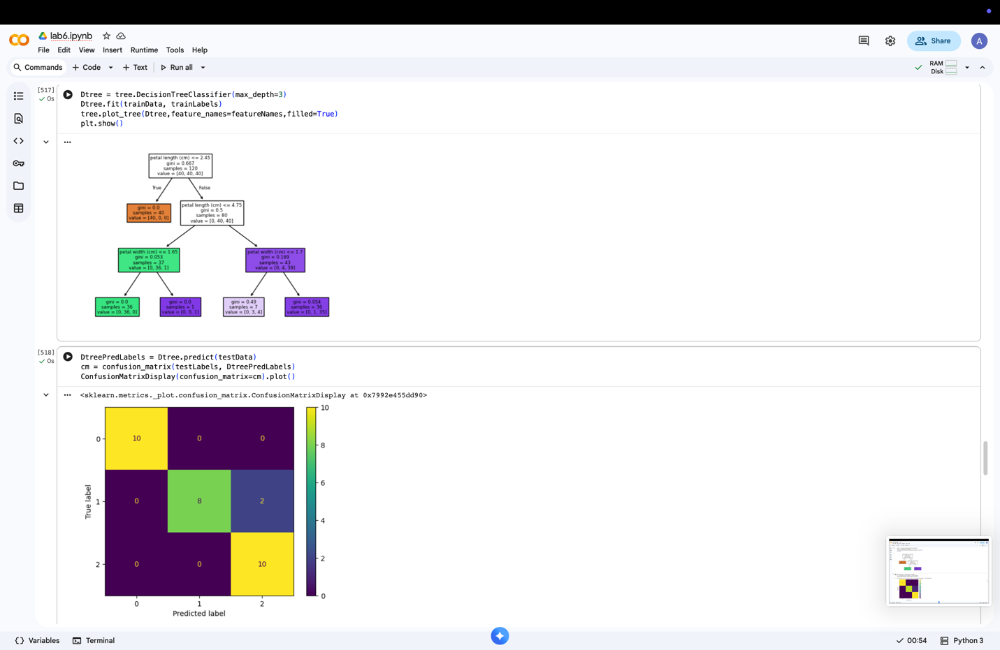 lab6.ipynb
File Edit View Insert Runtime Tools Help
Share
A
Commands + Code + Text Run all
RAM
Disk
[517]
0s
Dtree = tree.DecisionTreeClassifier(max_depth=3)
Dtree.fit(trainData, trainLabels)
tree.plot_tree(Dtree,feature_names=featureNames,filled=True)
plt.show()
petal length (cm) <= 2.45
gini = 0.667
samples = 120
value = [40, 40, 40]
True
False
gini = 0.0
samples = 40
value = [40, 0, 0]
petal length (cm) <= 4.75
gini = 0.5
samples = 80
value = [0, 40, 40]
petal width (cm) <= 1.65
gini = 0.053
samples = 37
value = [0, 36, 1]
petal width (cm) <= 1.7
gini = 0.169
samples = 43
value = [0, 4, 39]
gini = 0.0
samples = 36
value = [0, 36, 0]
gini = 0.0
samples = 1
value = [0, 0, 1]
gini = 0.49
samples = 7
value = [0, 3, 4]
gini = 0.054
samples = 36
value = [0, 1, 35]
[518]
0s
DtreePredLabels = Dtree.predict(testData)
cm = confusion_matrix(testLabels, DtreePredLabels)
ConfusionMatrixDisplay(confusion_matrix=cm).plot()
<sklearn.metrics._plot.confusion_matrix.ConfusionMatrixDisplay at 0x7992e455dd90>
True label
0
1
2
10 0 0
0 8 2
0 0 10
0 1 2
Predicted label
10
8
6
4
2
0
Variables Terminal
00:54 Python 3